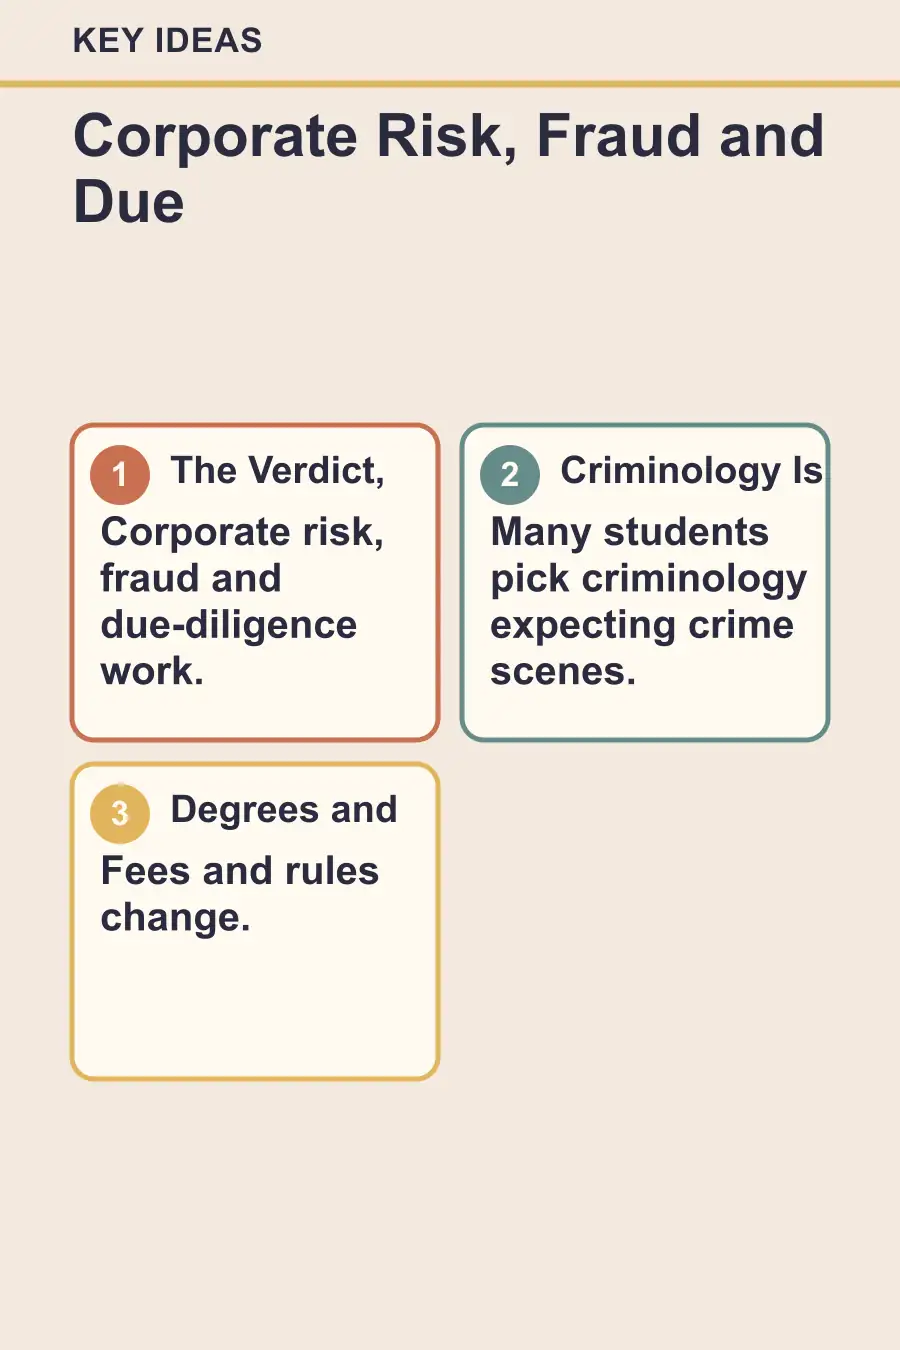 KEY IDEAS
Corporate Risk, Fraud and
Due
1 The Verdict,
Corporate risk,
fraud and
due-diligence
work.
2 Criminology Is
Many students
pick criminology
expecting crime
scenes.
3 Degrees and
Fees and rules
change.